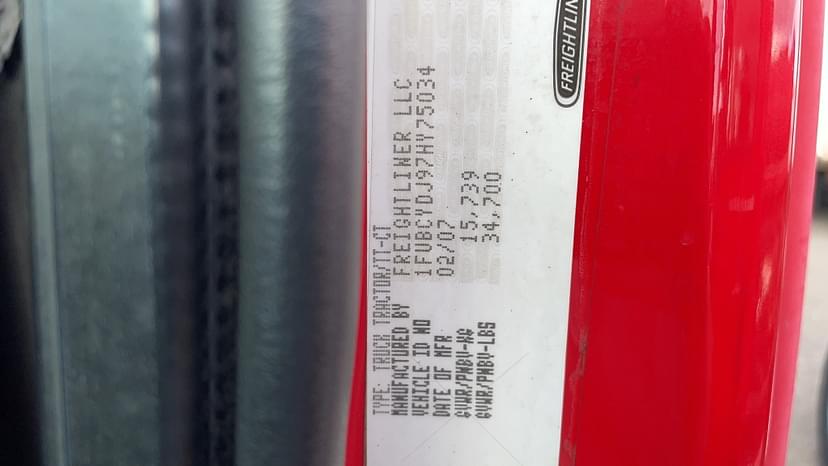 TYPE: TRUCK TRACTOR/TT-CT
MANUFACTURED BY FREIGHTLINER LLC
VEHICLE ID NO 1FUBCYDJ97HY75034
DATE OF MFR 02/07
GVWR/PNBV-KG 15,739
GVWR/PNBV-LBS 34,700
FREIGHTLIN